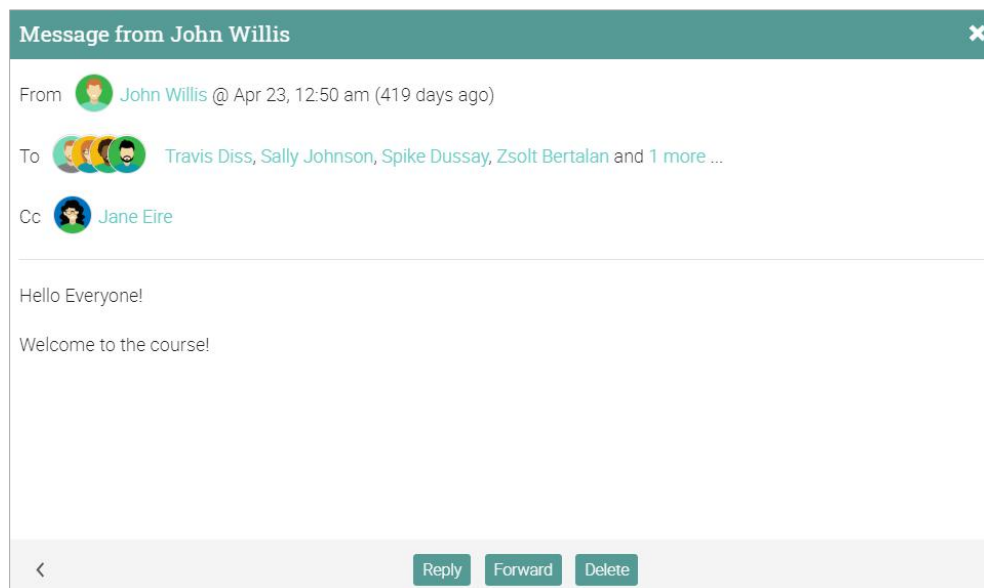 Message from John Willis
From John Willis @ Apr 23, 12:50 am (419 days ago)
To Travis Diss, Sally Johnson, Spike Dussay, Zsolt Bertalan and 1 more ...
Cc Jane Eire
Hello Everyone!
Welcome to the course!
Reply Forward Delete